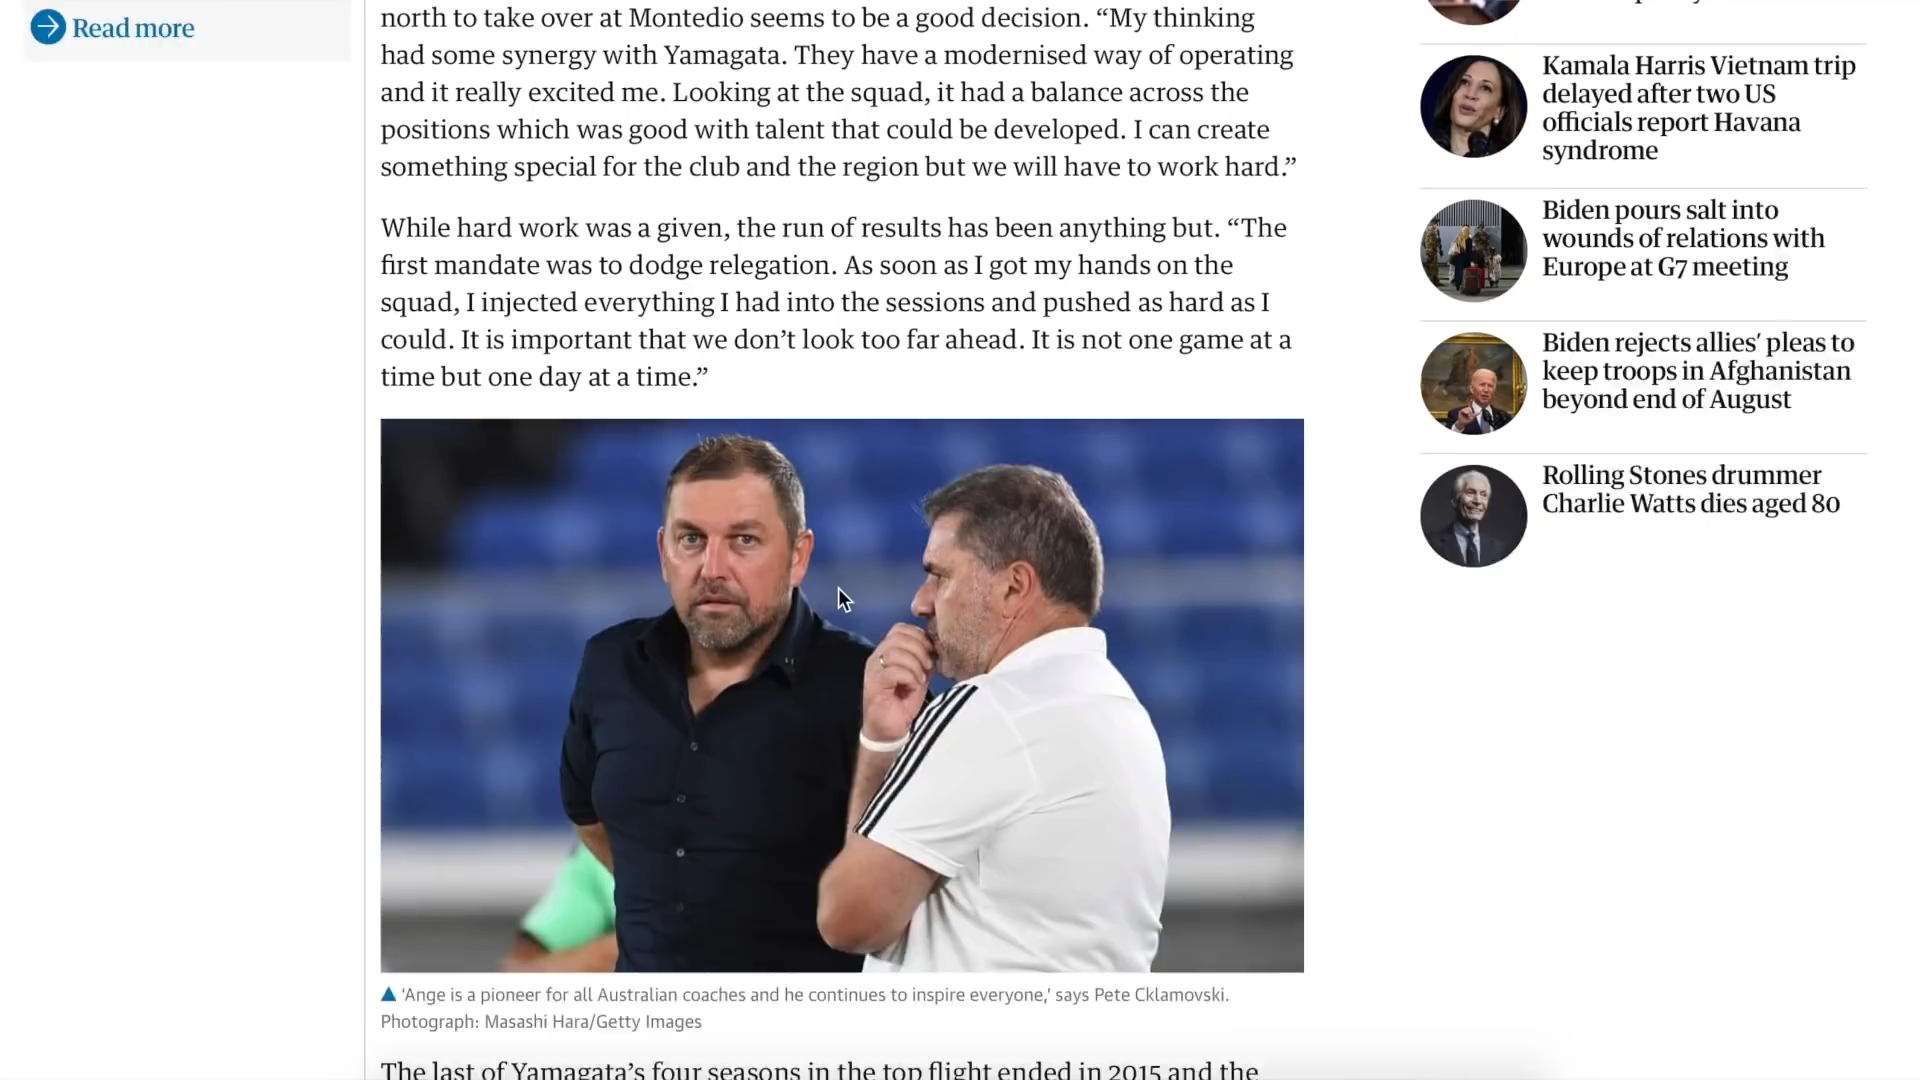 Read more
north to take over at Montedio seems to be a good decision. “My thinking
had some synergy with Yamagata. They have a modernised way of operating
and it really excited me. Looking at the squad, it had a balance across the
positions which was good with talent that could be developed. I can create
something special for the club and the region but we will have to work hard.”
While hard work was a given, the run of results has been anything but. “The
first mandate was to dodge relegation. As soon as I got my hands on the
squad, I injected everything I had into the sessions and pushed as hard as I
could. It is important that we don’t look too far ahead. It is not one game at a
time but one day at a time.”
‘Ange is a pioneer for all Australian coaches and he continues to inspire everyone,’ says Pete Cklamovski.
Photograph: Masashi Hara/Getty Images
The last of Yamagata’s four seasons in the top flight ended in 2015 and the
Kamala Harris Vietnam trip
delayed after two US
officials report Havana
syndrome
Biden pours salt into
wounds of relations with
Europe at G7 meeting
Biden rejects allies’ pleas to
keep troops in Afghanistan
beyond end of August
Rolling Stones drummer
Charlie Watts dies aged 80